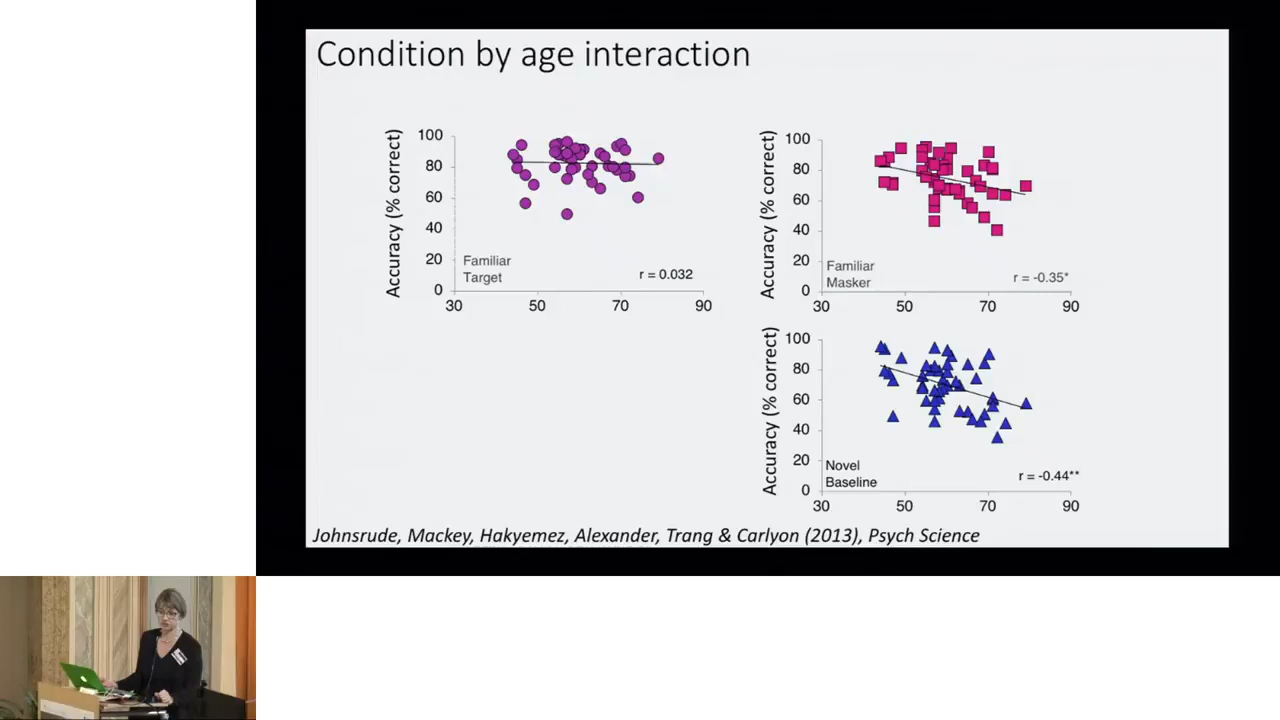 Condition by age interaction
Accuracy (% correct)
100
80
60
40
20
0
Familiar
Target
r = 0.032
30
50
70
90
Accuracy (% correct)
100
80
60
40
20
0
Familiar
Masker
r = -0.35*
30
50
70
90
Accuracy (% correct)
100
80
60
40
20
0
Novel
Baseline
r = -0.44**
30
50
70
90
Johnsrude, Mackey, Hakyemez, Alexander, Trang & Carlyon (2013), Psych Science